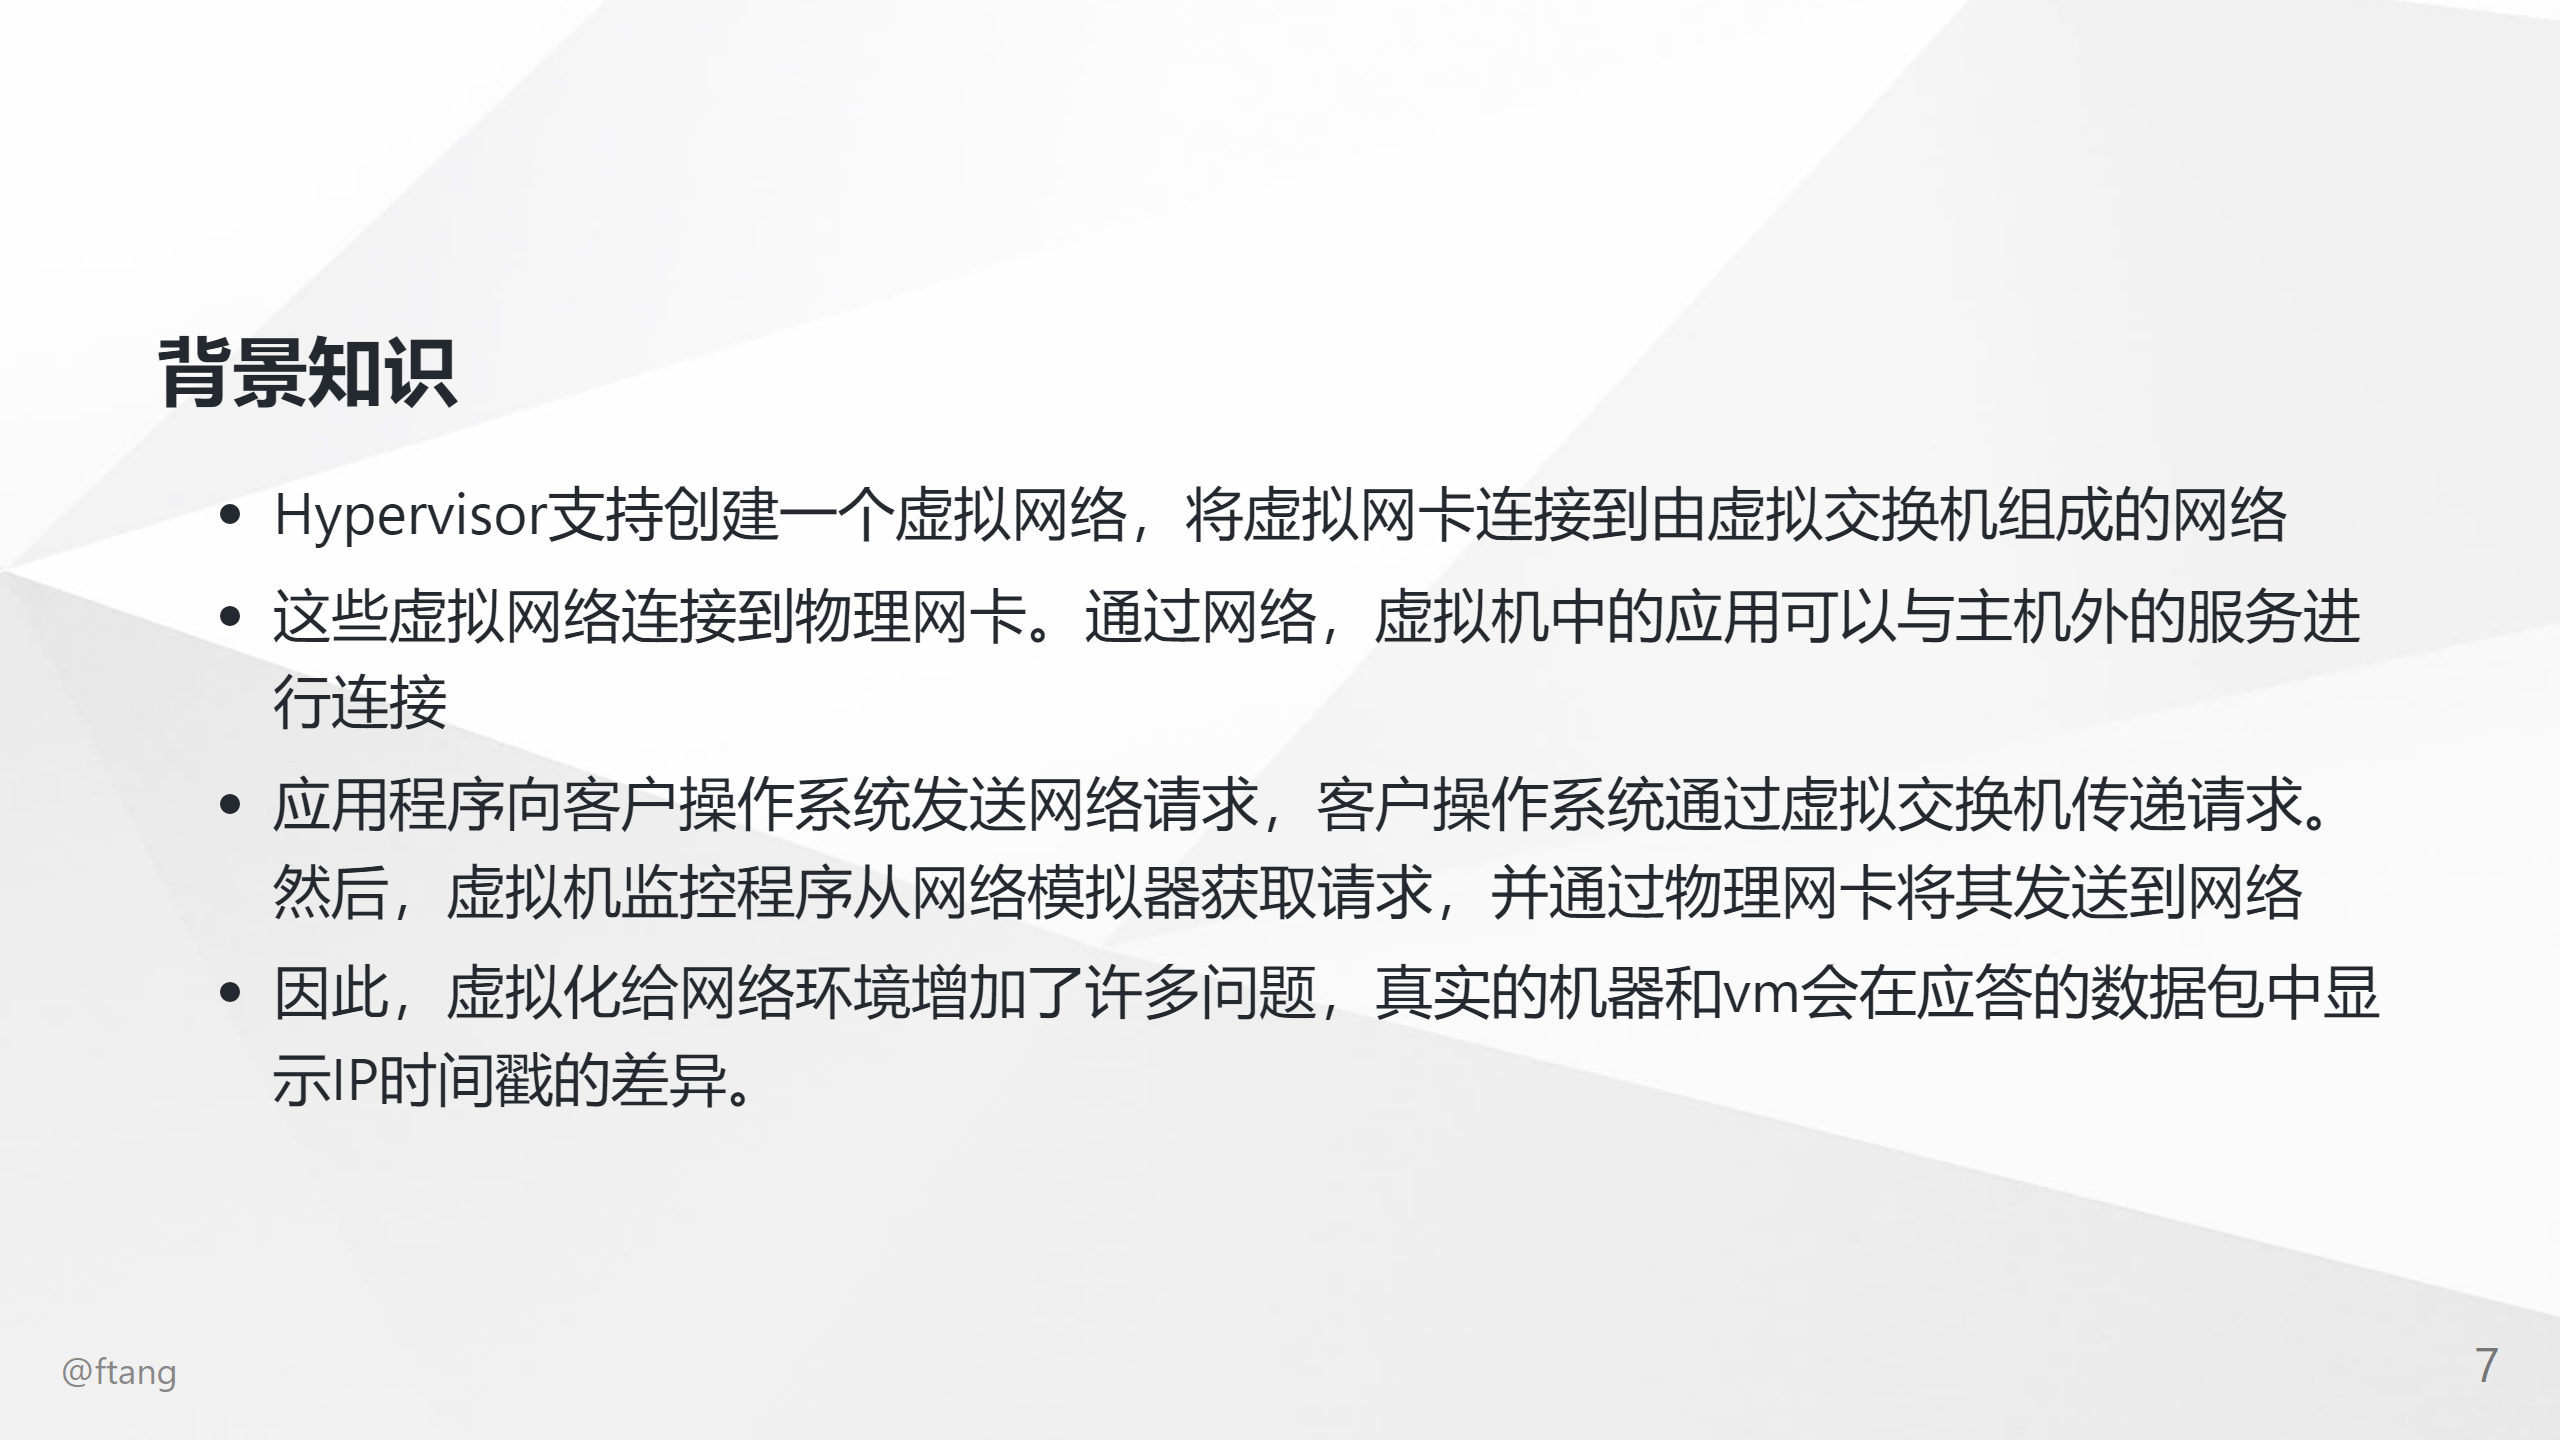 背景知识
• Hypervisor支持创建一个虚拟网络，将虚拟网卡连接到由虚拟交换机组成的网络
• 这些虚拟网络连接到物理网卡。通过网络，虚拟机中的应用可以与主机外的服务进
行连接
• 应用程序向客户操作系统发送网络请求，客户操作系统通过虚拟交换机传递请求。
然后，虚拟机监控程序从网络模拟器获取请求，并通过物理网卡将其发送到网络
• 因此，虚拟化给网络环境增加了许多问题，真实的机器和vm会在应答的数据包中显
示IP时间戳的差异。
@ftang
7